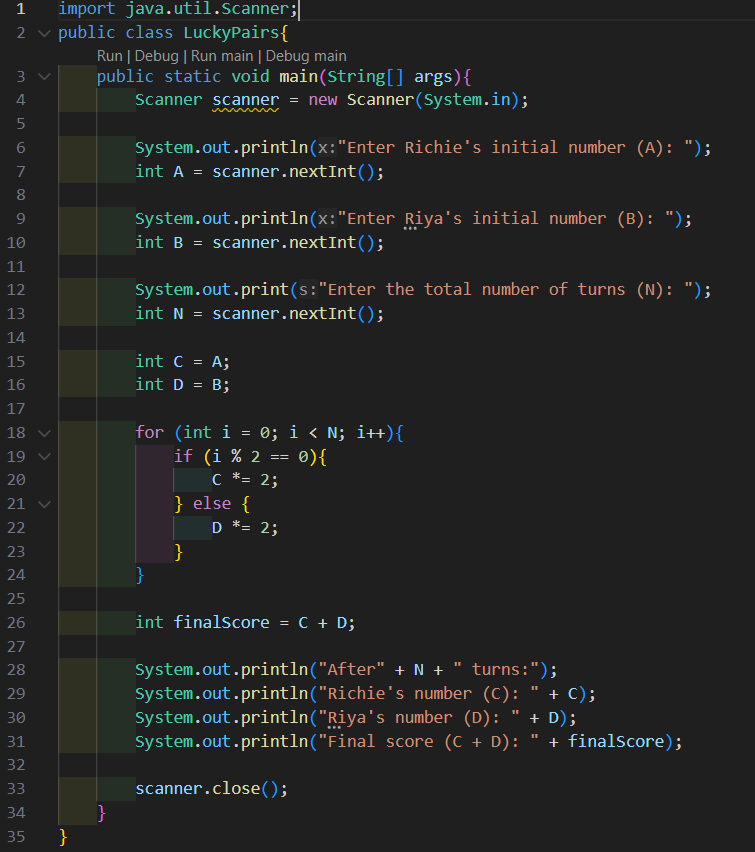 1 import java.util.Scanner;
2 public class LuckyPairs{
Run | Debug | Run main | Debug main
3 public static void main(String[] args){
4 Scanner scanner = new Scanner(System.in);
5
6 System.out.println(x:"Enter Richie's initial number (A): ");
7 int A = scanner.nextInt();
8
9 System.out.println(x:"Enter Riya's initial number (B): ");
10 int B = scanner.nextInt();
11
12 System.out.print(s:"Enter the total number of turns (N): ");
13 int N = scanner.nextInt();
14
15 int C = A;
16 int D = B;
17
18 for (int i = 0; i < N; i++){
19 if (i % 2 == 0){
20 C *= 2;
21 } else {
22 D *= 2;
23 }
24 }
25
26 int finalScore = C + D;
27
28 System.out.println("After" + N + " turns:");
29 System.out.println("Richie's number (C): " + C);
30 System.out.println("Riya's number (D): " + D);
31 System.out.println("Final score (C + D): " + finalScore);
32
33 scanner.close();
34 }
35 }